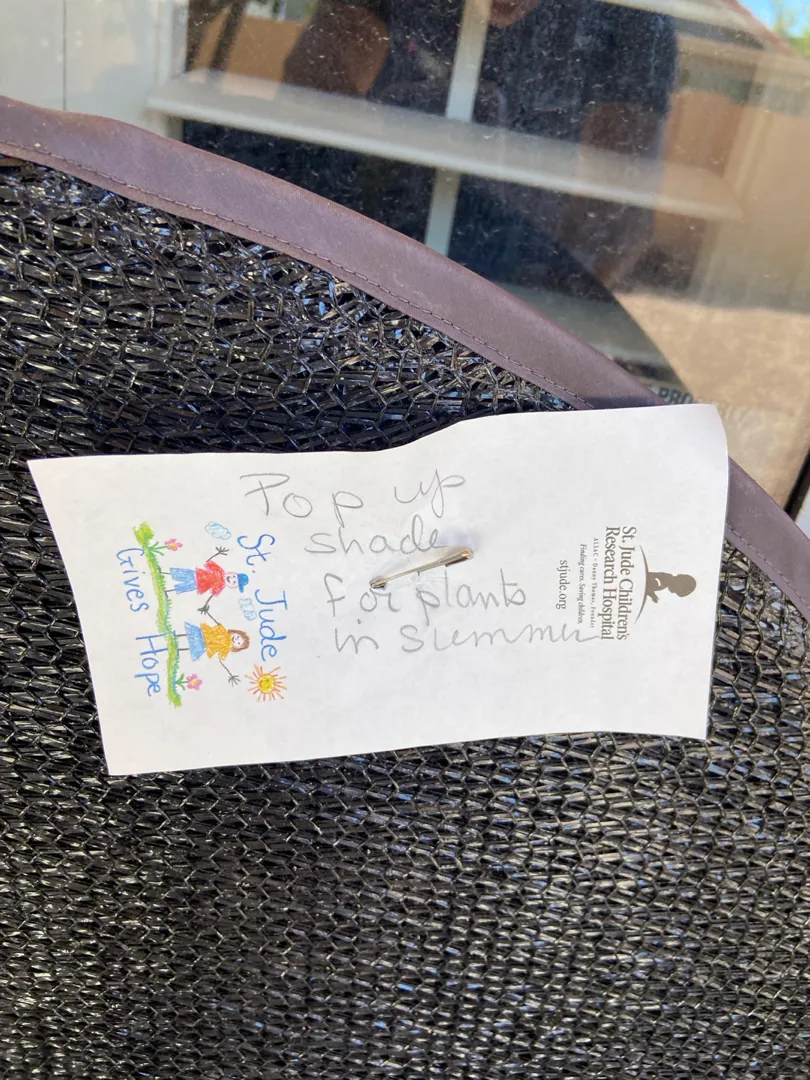 Pop up
shade
for plants
in summer
St. Jude Children's
Research Hospital
ALSAC • Danny Thomas, Founder
Finding cures. Saving children.
stjude.org
St. Jude
Gives Hope
PRO